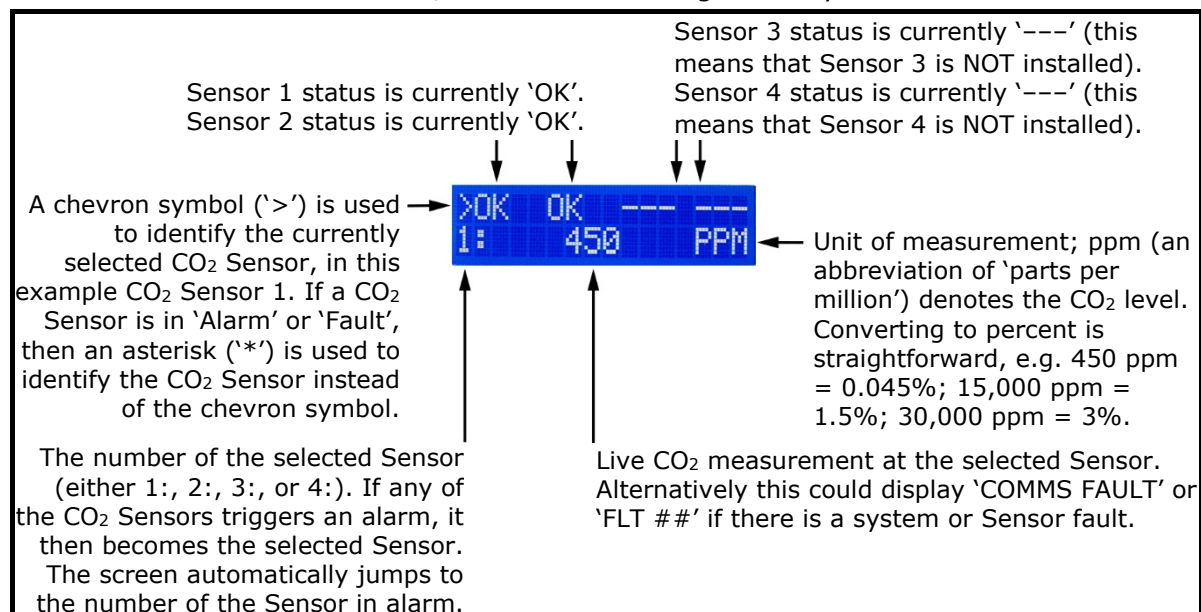 Sensor 3 status is currently ‘---’ (this
means that Sensor 3 is NOT installed).
Sensor 1 status is currently ‘OK’.
Sensor 4 status is currently ‘---’ (this
Sensor 2 status is currently ‘OK’.
means that Sensor 4 is NOT installed).
>OK OK --- ---
1: 450 PPM
A chevron symbol (‘>’) is used
to identify the currently
selected CO₂ Sensor, in this
example CO₂ Sensor 1. If a CO₂
Sensor is in ‘Alarm’ or ‘Fault’,
then an asterisk (‘*’) is used to
identify the CO₂ Sensor instead
of the chevron symbol.
Unit of measurement; ppm (an
abbreviation of ‘parts per
million’) denotes the CO₂ level.
Converting to percent is
straightforward, e.g. 450 ppm
= 0.045%; 15,000 ppm =
1.5%; 30,000 ppm = 3%.
The number of the selected Sensor
(either 1:, 2:, 3:, or 4:). If any of
the CO₂ Sensors triggers an alarm, it
then becomes the selected Sensor.
The screen automatically jumps to
the number of the Sensor in alarm.
Live CO₂ measurement at the selected Sensor.
Alternatively this could display ‘COMMS FAULT’ or
‘FLT ##’ if there is a system or Sensor fault.